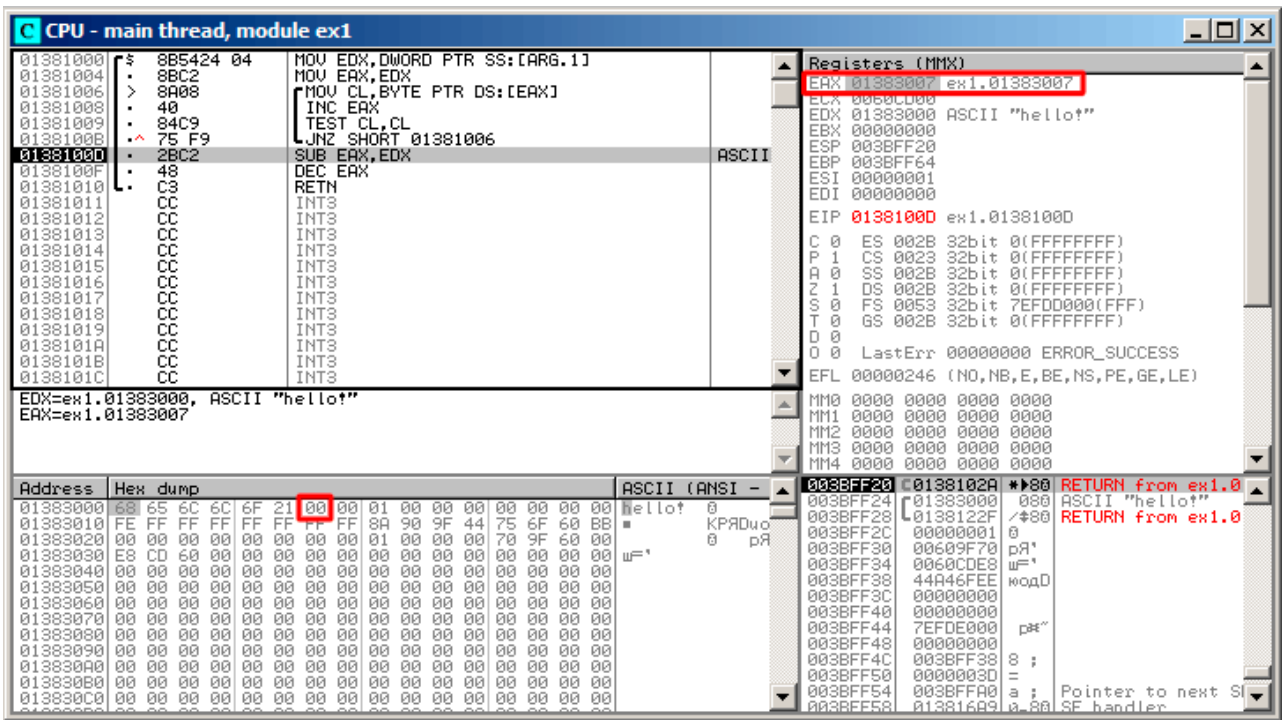 CPU - main thread, module ex1
01381000 $ 8B5424 04 MOV EDX,DWORD PTR SS:[ARG.1]
01381004 . 8BC2 MOV EAX,EDX
01381006 > 8A08 MOV CL,BYTE PTR DS:[EAX]
01381008 . 40 INC EAX
01381009 . 84C9 TEST CL,CL
0138100B .^ 75 F9 JNZ SHORT 01381006
0138100D . 2BC2 SUB EAX,EDX ASCII
0138100F . 48 DEC EAX
01381010 . C3 RETN
01381011 CC INT3
01381012 CC INT3
01381013 CC INT3
01381014 CC INT3
01381015 CC INT3
01381016 CC INT3
01381017 CC INT3
01381018 CC INT3
01381019 CC INT3
0138101A CC INT3
0138101B CC INT3
0138101C CC INT3
Registers (MMX)
EAX 01383007 ex1.01383007
ECX 0060CD00
EDX 01383000 ASCII "hello!"
EBX 00000000
ESP 003BFF20
EBP 003BFF64
ESI 00000001
EDI 00000000
EIP 0138100D ex1.0138100D
C 0 ES 002B 32bit 0(FFFFFFFF)
P 1 CS 0023 32bit 0(FFFFFFFF)
A 0 SS 002B 32bit 0(FFFFFFFF)
Z 1 DS 002B 32bit 0(FFFFFFFF)
S 0 FS 0053 32bit 7EFDD000(FFF)
T 0 GS 002B 32bit 0(FFFFFFFF)
D 0
O 0 LastErr 00000000 ERROR_SUCCESS
EFL 00000246 (NO,NB,E,BE,NS,PE,GE,LE)
MM0 0000 0000 0000 0000
MM1 0000 0000 0000 0000
MM2 0000 0000 0000 0000
MM3 0000 0000 0000 0000
MM4 0000 0000 0000 0000
EDX=ex1.01383000, ASCII "hello!"
EAX=ex1.01383007
Address Hex dump ASCII (ANSI -
01383000 68 65 6C 6C 6F 21 00 00 01 00 00 00 00 00 00 00 hello! 0
01383010 FE FF FF FF FF FF FF FF 8A 90 9F 44 75 6F 60 BB ■ КРЯDuo
01383020 00 00 00 00 00 00 00 00 01 00 00 00 70 9F 60 00 0 pЯ
01383030 E8 CD 60 00 00 00 00 00 00 00 00 00 00 00 00 00 ш═`
01383040 00 00 00 00 00 00 00 00 00 00 00 00 00 00 00 00
01383050 00 00 00 00 00 00 00 00 00 00 00 00 00 00 00 00
01383060 00 00 00 00 00 00 00 00 00 00 00 00 00 00 00 00
01383070 00 00 00 00 00 00 00 00 00 00 00 00 00 00 00 00
01383080 00 00 00 00 00 00 00 00 00 00 00 00 00 00 00 00
01383090 00 00 00 00 00 00 00 00 00 00 00 00 00 00 00 00
013830A0 00 00 00 00 00 00 00 00 00 00 00 00 00 00 00 00
013830B0 00 00 00 00 00 00 00 00 00 00 00 00 00 00 00 00
013830C0 00 00 00 00 00 00 00 00 00 00 00 00 00 00 00 00
003BFF20 0138102A RETURN from ex1.0
003BFF24 01383000 ASCII "hello!"
003BFF28 0138122F RETURN from ex1.0
003BFF2C 00000001 0
003BFF30 00609F70 pЯ`
003BFF34 0060CDE8 ш═`
003BFF38 44A46FEE юодD
003BFF3C 00000000
003BFF40 00000000
003BFF44 7EFDE000
003BFF48 00000000
003BFF4C 003BFF38 8 ;
003BFF50 0000003D =
003BFF54 003BFFA0 а ; Pointer to next S
003BFF58 013816A9 SE handler